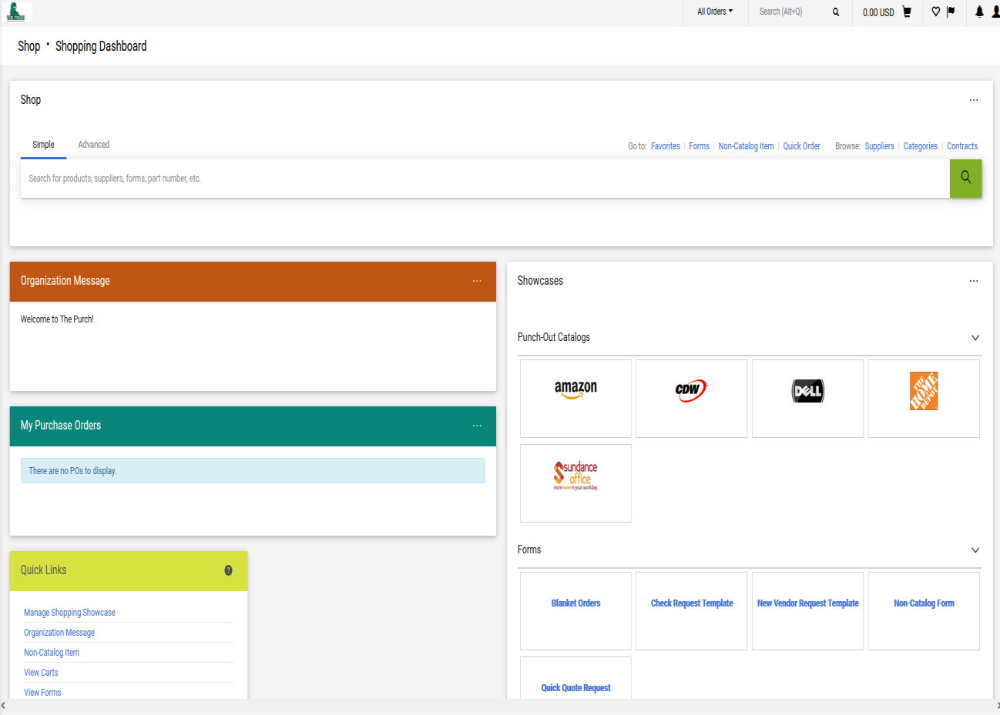 All Orders
Search (Alt+Q)
0.00 USD
Shop • Shopping Dashboard
Shop
...
Simple
Advanced
Go to: Favorites | Forms | Non-Catalog Item | Quick Order Browse: Suppliers | Categories | Contracts
Search for products, suppliers, forms, part number, etc.
Organization Message
...
Welcome to The Purch!
My Purchase Orders
...
There are no POs to display.
Quick Links
?
Manage Shopping Showcase
Organization Message
Non-Catalog Item
View Carts
View Forms
Showcases
...
Punch-Out Catalogs
amazon
CDW
DELL
THE
HOME
DEPOT
Ssundance
office
more wow in your workday.
Forms
Blanket Orders
Check Request Template
New Vendor Request Template
Non-Catalog Form
Quick Quote Request